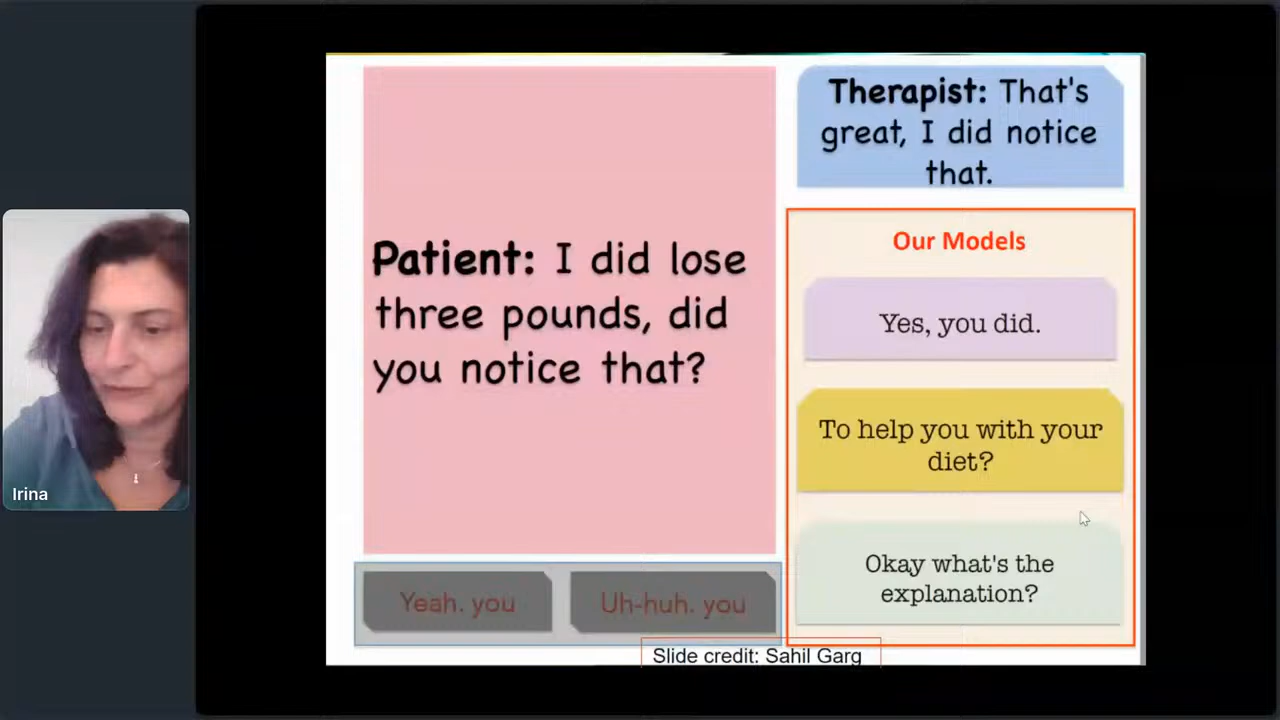 Patient: I did lose
three pounds, did
you notice that?
Yeah. you
Uh-huh. you
Therapist: That's
great, I did notice
that.
Our Models
Yes, you did.
To help you with your
diet?
Okay what's the
explanation?
Slide credit: Sahil Garg
Irina